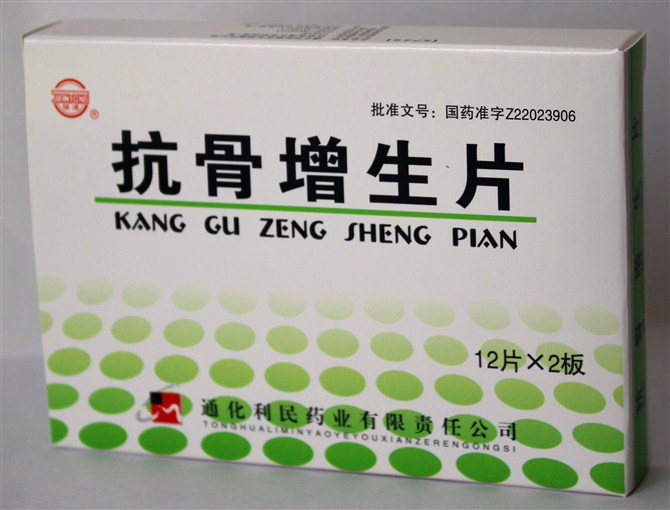 批准文号：国药准字Z22023906
抗骨增生片
KANG GU ZENG SHENG PIAN
12片×2板
通化利民药业有限责任公司
TONGHUALIMINYAOYEYOUXIANZERENGONGSI